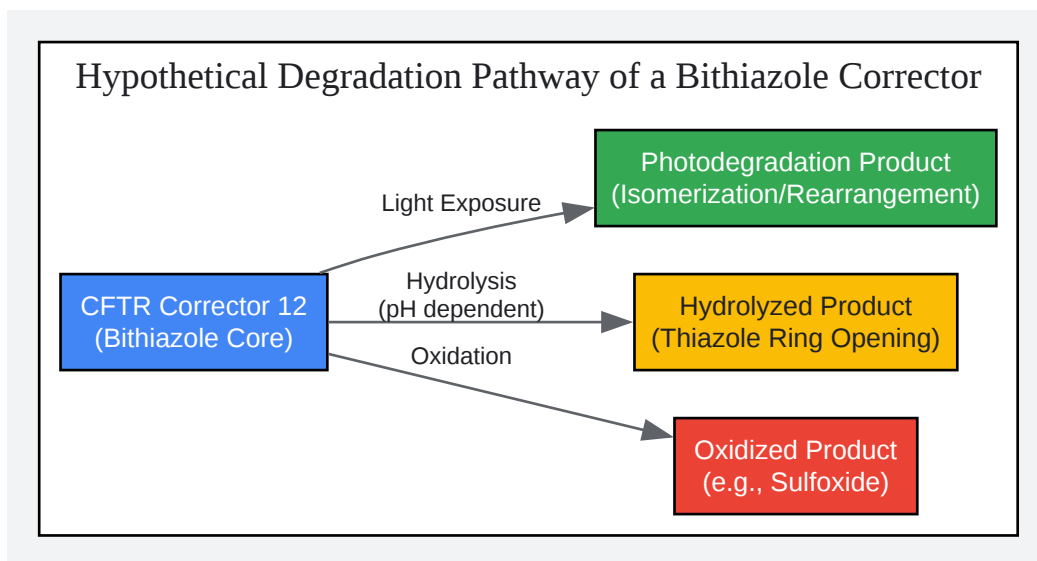 Hypothetical Degradation Pathway of a Bithiazole Corrector
Photodegradation Product
(Isomerization/Rearrangement)
Light Exposure
CFTR Corrector 12
(Bithiazole Core)
Hydrolysis
(pH dependent)
Hydrolyzed Product
(Thiazole Ring Opening)
Oxidation
Oxidized Product
(e.g., Sulfoxide)